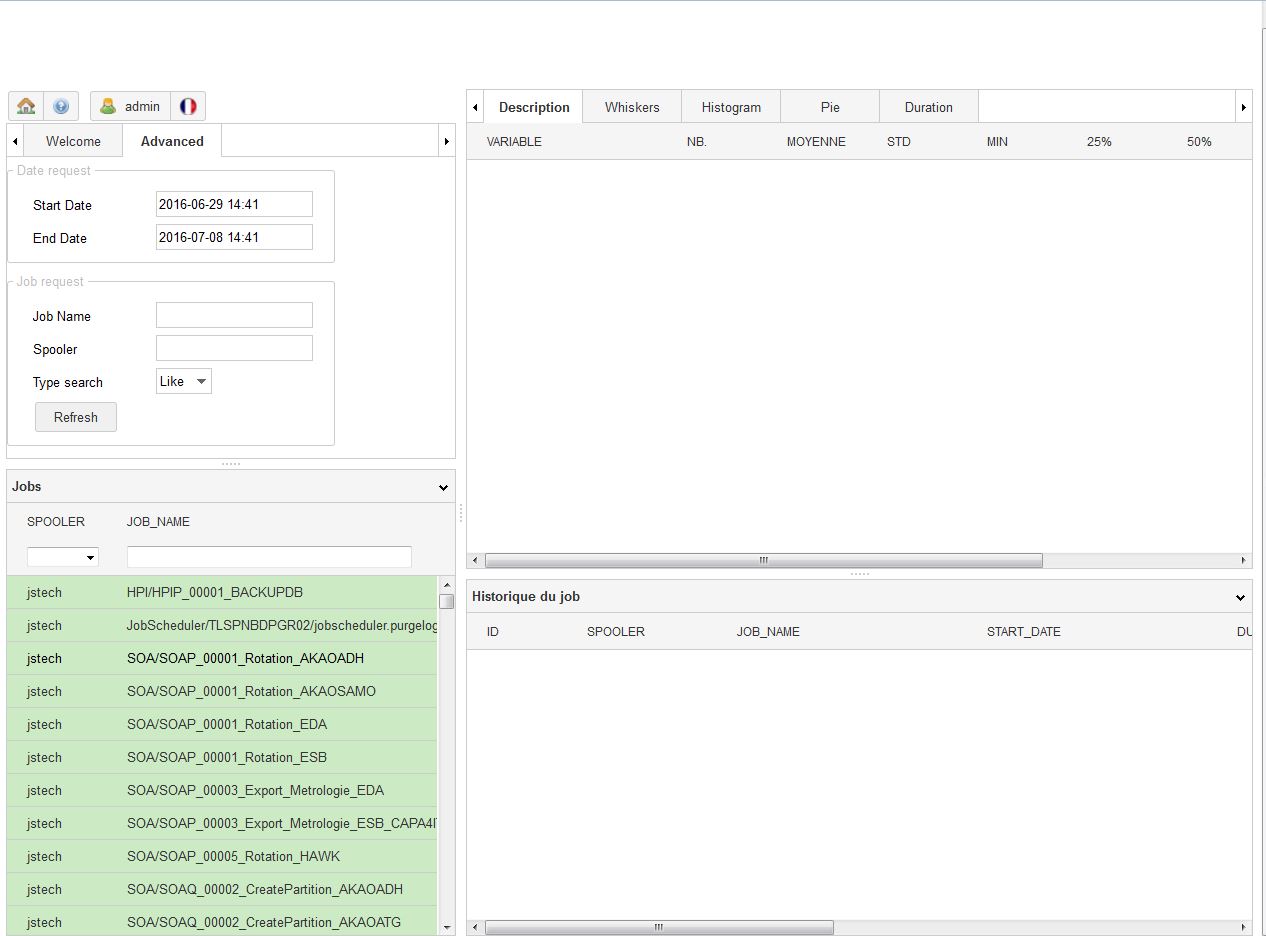 admin
Welcome Advanced
Date request
Start Date 2016-06-29 14:41
End Date 2016-07-08 14:41
Job request
Job Name
Spooler
Type search Like
Refresh
Jobs
SPOOLER JOB_NAME
jstech HPI/HPIP_00001_BACKUPDB
jstech JobScheduler/TLSPNBDPGR02/jobscheduler.purgelog
jstech SOA/SOAP_00001_Rotation_AKAOADH
jstech SOA/SOAP_00001_Rotation_AKAOSAMO
jstech SOA/SOAP_00001_Rotation_EDA
jstech SOA/SOAP_00001_Rotation_ESB
jstech SOA/SOAP_00003_Export_Metrologie_EDA
jstech SOA/SOAP_00003_Export_Metrologie_ESB_CAPA4I
jstech SOA/SOAP_00005_Rotation_HAWK
jstech SOA/SOAQ_00002_CreatePartition_AKAOADH
jstech SOA/SOAQ_00002_CreatePartition_AKAOATG
Description Whiskers Histogram Pie Duration
VARIABLE NB. MOYENNE STD MIN 25% 50%
Historique du job
ID SPOOLER JOB_NAME START_DATE DU